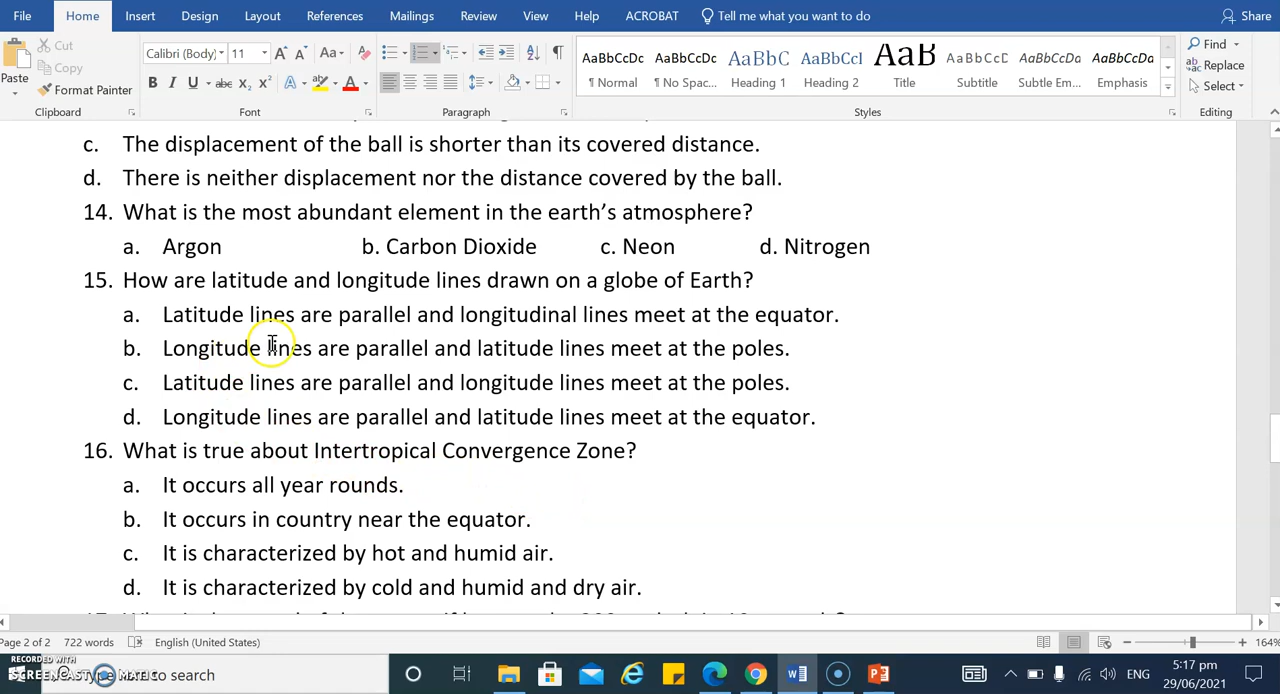 File Home Insert Design Layout References Mailings Review View Help ACROBAT Tell me what you want to do Share
Paste
Cut
Copy
Format Painter
Calibri (Body) 11
B I U abc
AaBbCcDc AaBbCcDc AaBbC AaBbCcI AaB AaBbCcD AaBbCcDa AaBbCcDa
¶ Normal ¶ No Spac... Heading 1 Heading 2 Title Subtitle Subtle Em... Emphasis
Find
Replace
Select
Clipboard Font Paragraph Styles Editing
c. The displacement of the ball is shorter than its covered distance.
d. There is neither displacement nor the distance covered by the ball.
14. What is the most abundant element in the earth's atmosphere?
a. Argon b. Carbon Dioxide c. Neon d. Nitrogen
15. How are latitude and longitude lines drawn on a globe of Earth?
a. Latitude lines are parallel and longitudinal lines meet at the equator.
b. Longitude lines are parallel and latitude lines meet at the poles.
c. Latitude lines are parallel and longitude lines meet at the poles.
d. Longitude lines are parallel and latitude lines meet at the equator.
16. What is true about Intertropical Convergence Zone?
a. It occurs all year rounds.
b. It occurs in country near the equator.
c. It is characterized by hot and humid air.
d. It is characterized by cold and humid and dry air.
Page 2 of 2 722 words English (United States) 164%
RECORDED WITH
SCREENCAST MATIC
Type here to search
ENG
5:17 pm
29/06/2021